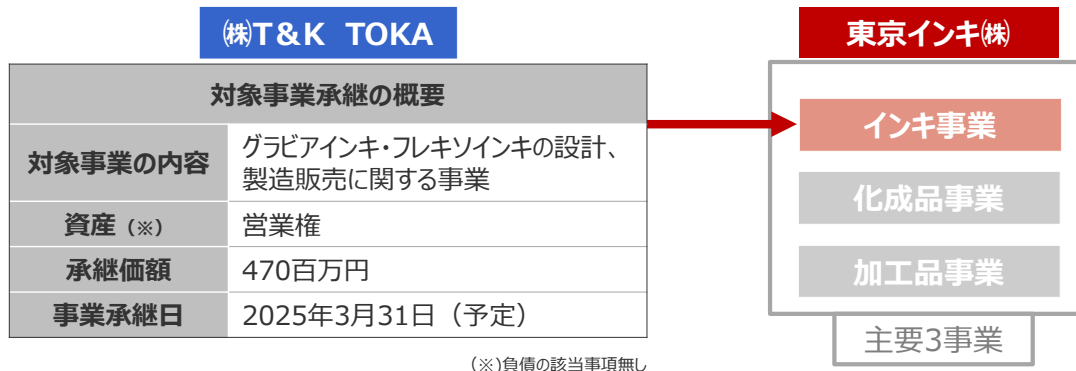 ㈱T&K TOKA
対象事業承継の概要
対象事業の内容
グラビアインキ・フレキソインキの設計、
製造販売に関する事業
資産（※）
営業権
承継価額
470百万円
事業承継日
2025年3月31日（予定）
（※）負債の該当事項無し
東京インキ㈱
インキ事業
化成品事業
加工品事業
主要3事業